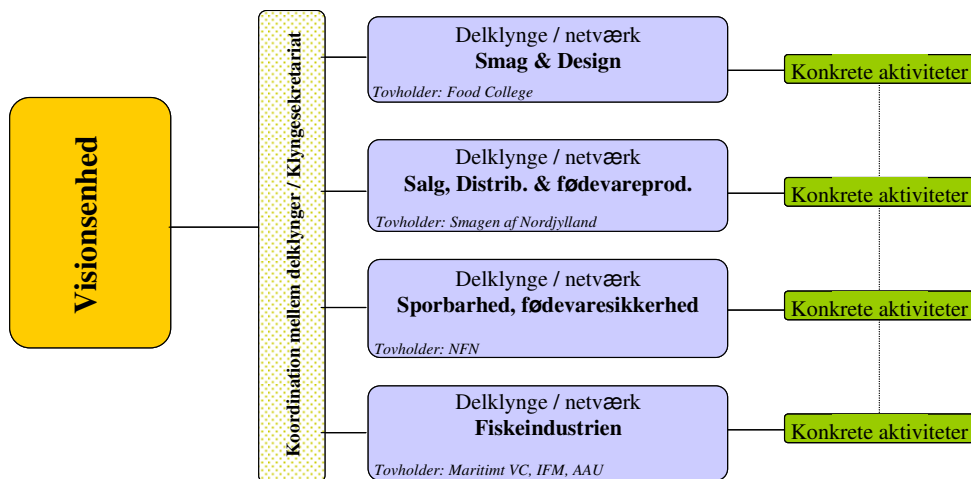 Visionsenhed
Koordination mellem delklynger / Klyngesekretariat
Delklynge / netværk
Smag & Design
Tovholder: Food College
Konkrete aktiviteter
Delklynge / netværk
Salg, Distrib. & fødevareprod.
Tovholder: Smagen af Nordjylland
Konkrete aktiviteter
Delklynge / netværk
Sporbarhed, fødevaresikkerhed
Tovholder: NFN
Konkrete aktiviteter
Delklynge / netværk
Fiskeindustrien
Tovholder: Maritimt VC, IFM, AAU
Konkrete aktiviteter